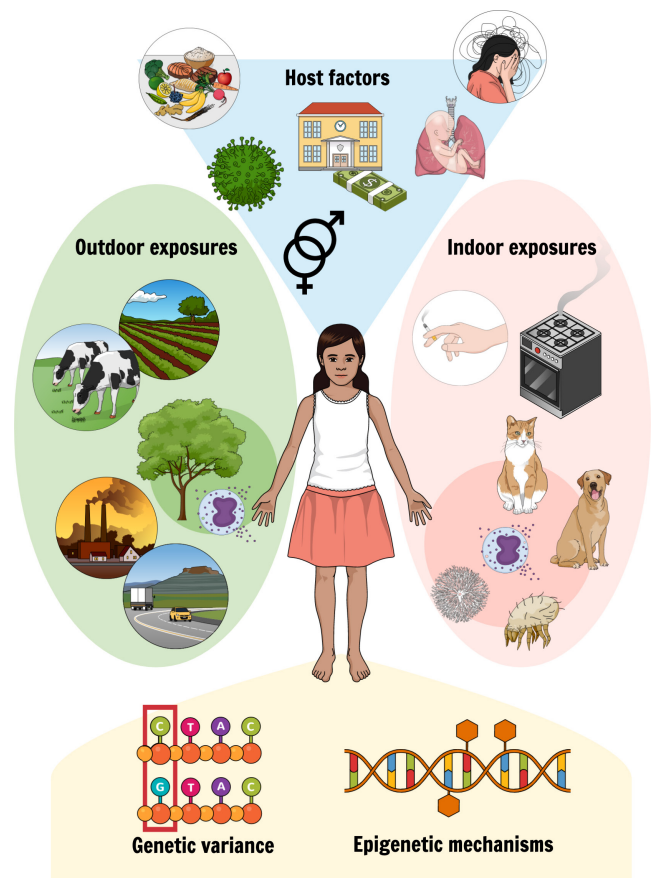 Host factors
$
Outdoor exposures
Indoor exposures
C T A C
G T A C
Genetic variance
Epigenetic mechanisms